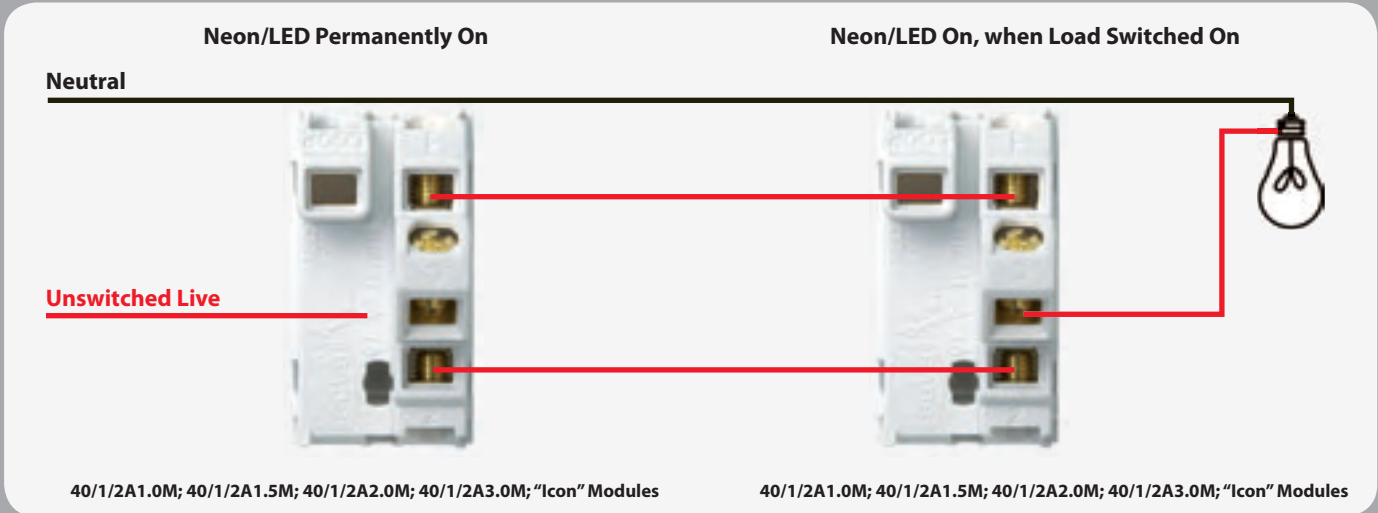 Neon/LED Permanently On
Neon/LED On, when Load Switched On
Neutral
Unswitched Live
40/1/2A1.0M; 40/1/2A1.5M; 40/1/2A2.0M; 40/1/2A3.0M; “Icon” Modules
40/1/2A1.0M; 40/1/2A1.5M; 40/1/2A2.0M; 40/1/2A3.0M; “Icon” Modules